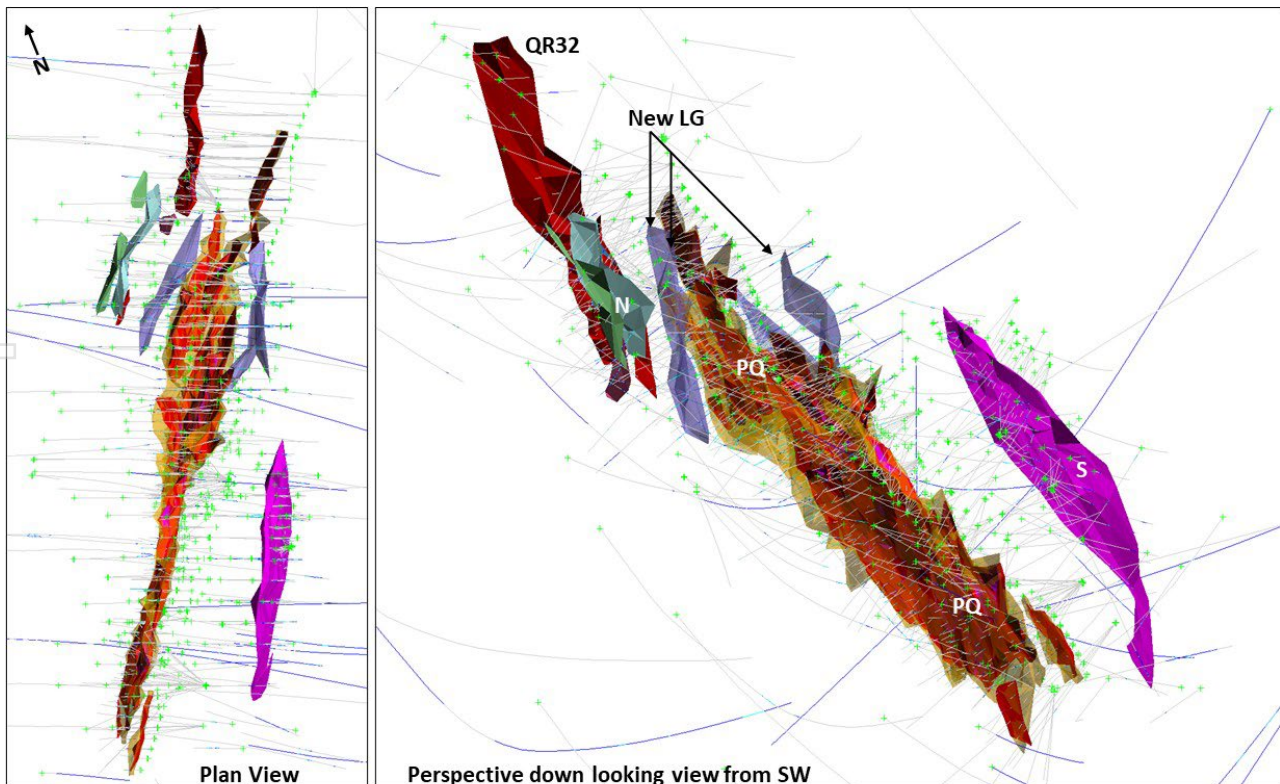 N
Plan View
QR32
New LG
N
PQ
S
PQ
Perspective down looking view from SW